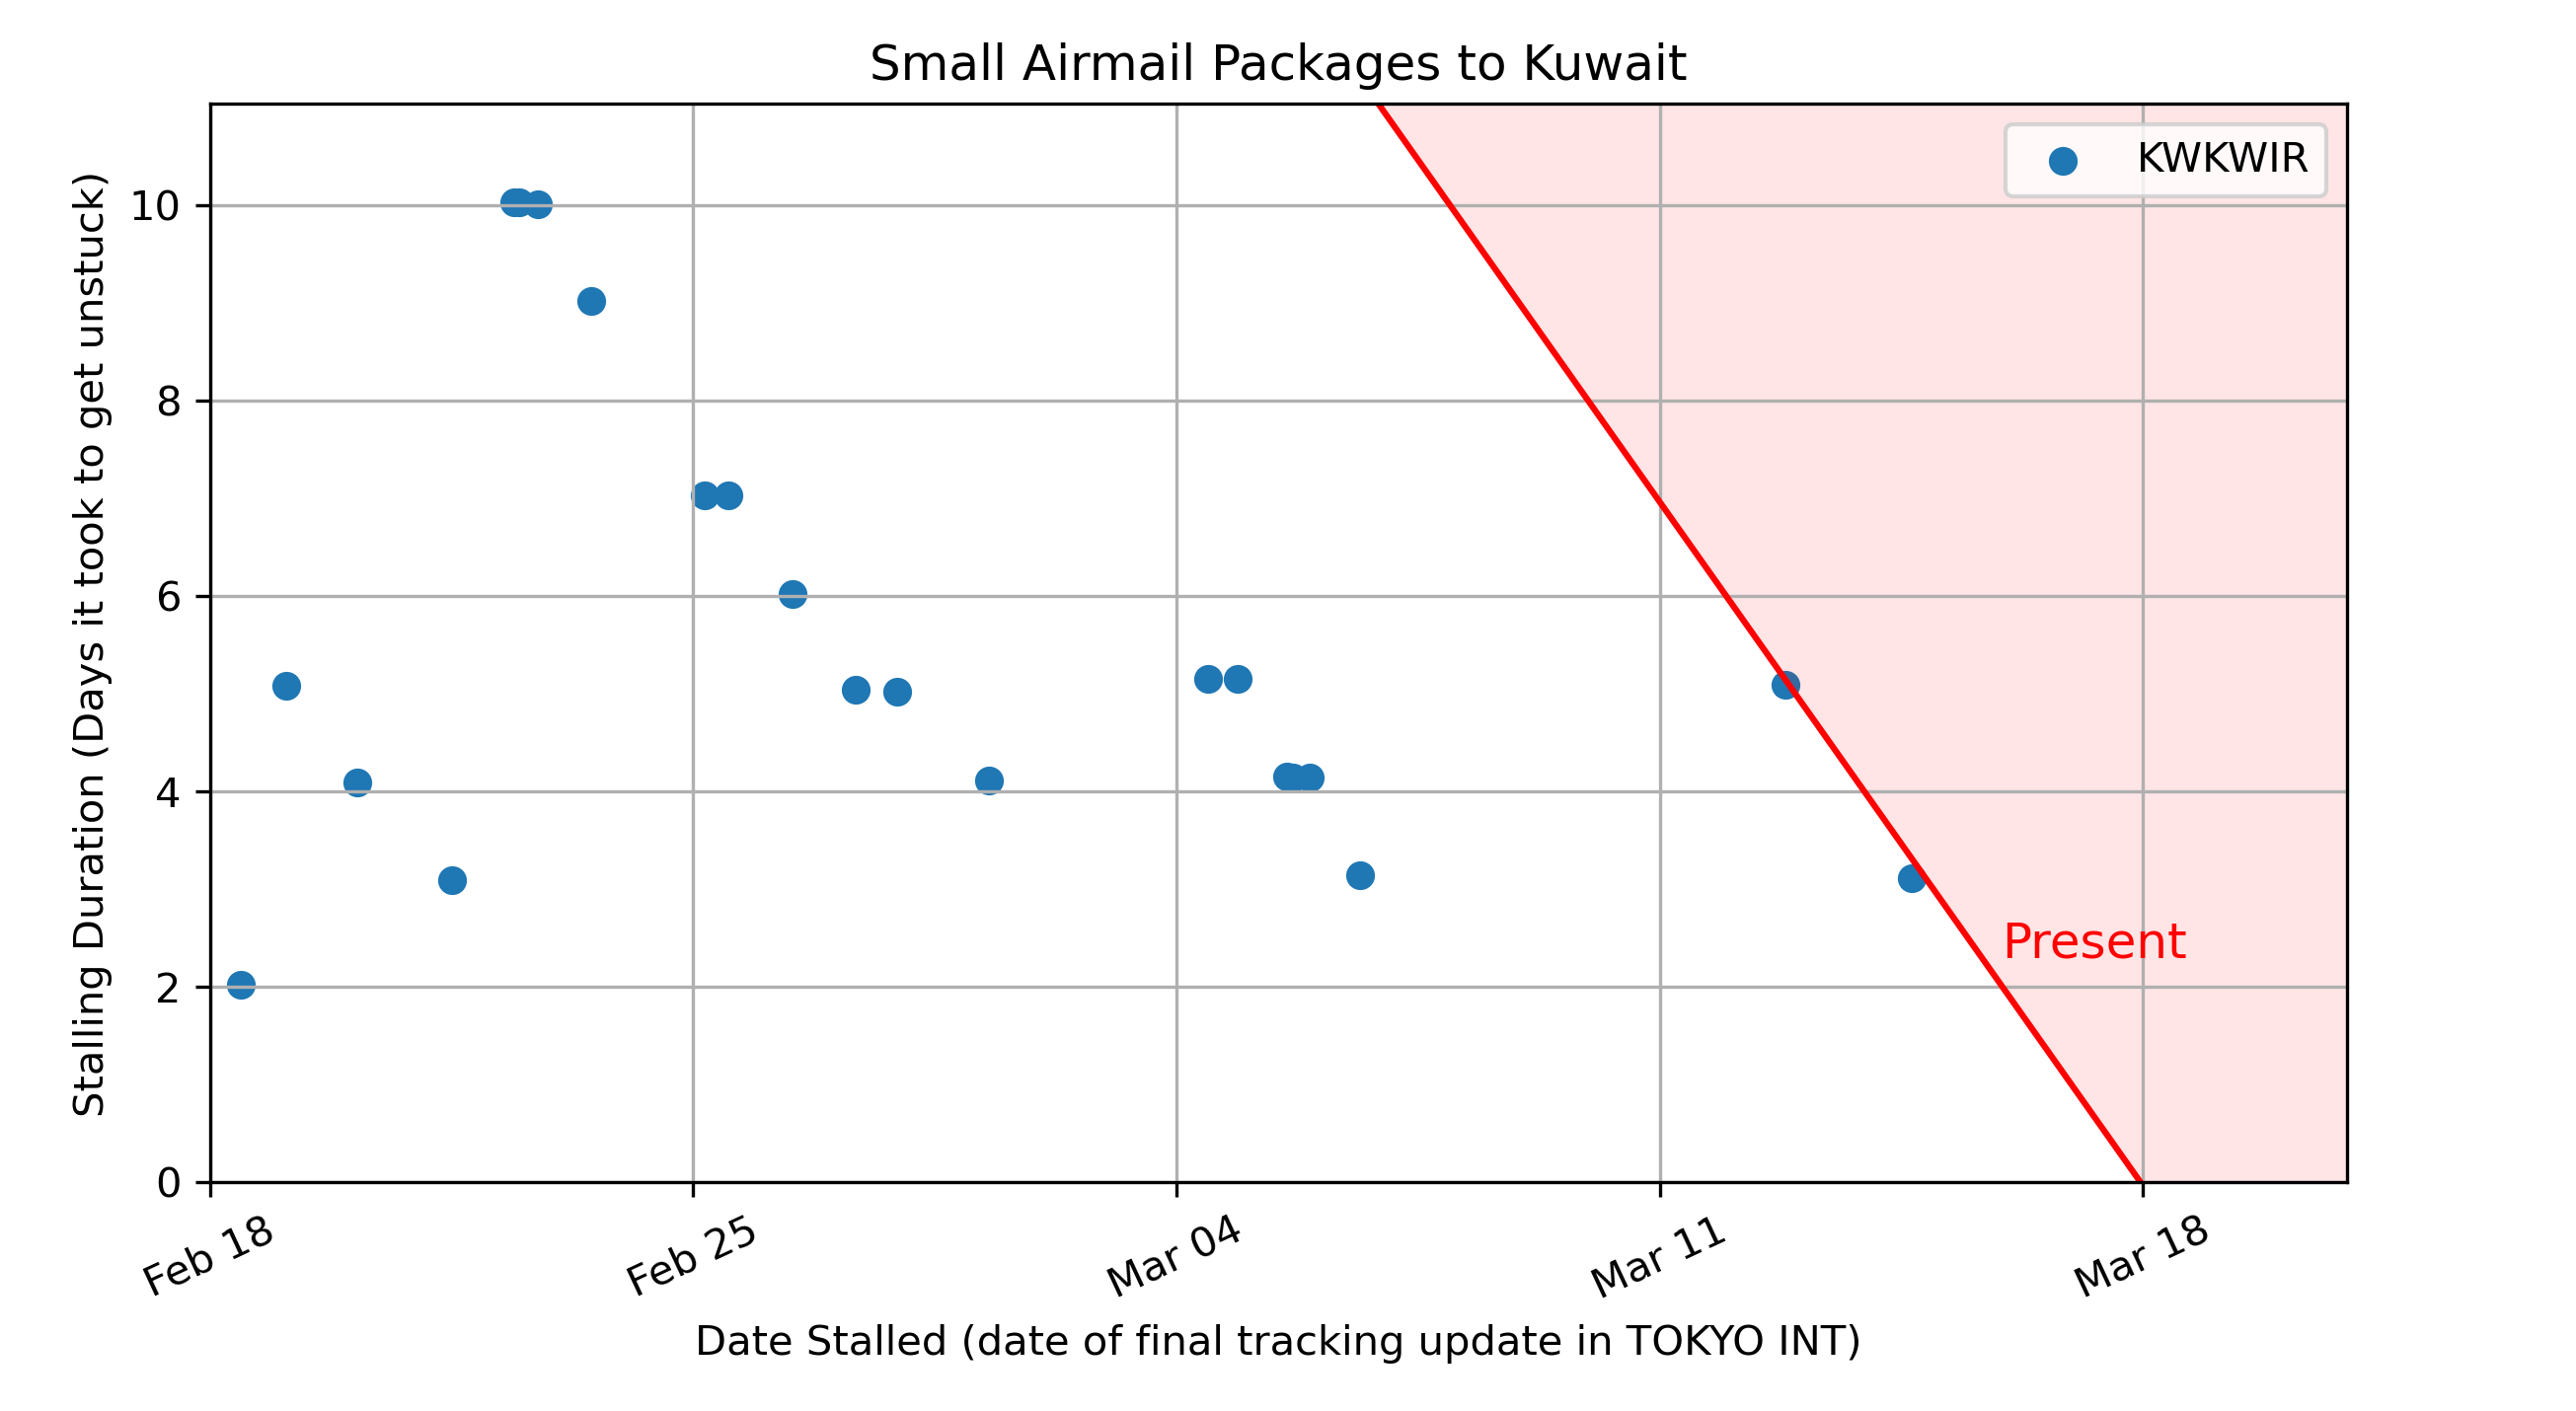 Small Airmail Packages to Kuwait
KWKWIR
Stalling Duration (Days it took to get unstuck)
10
8
6
4
2
0
Present
Feb 18
Feb 25
Mar 04
Mar 11
Mar 18
Date Stalled (date of final tracking update in TOKYO INT)